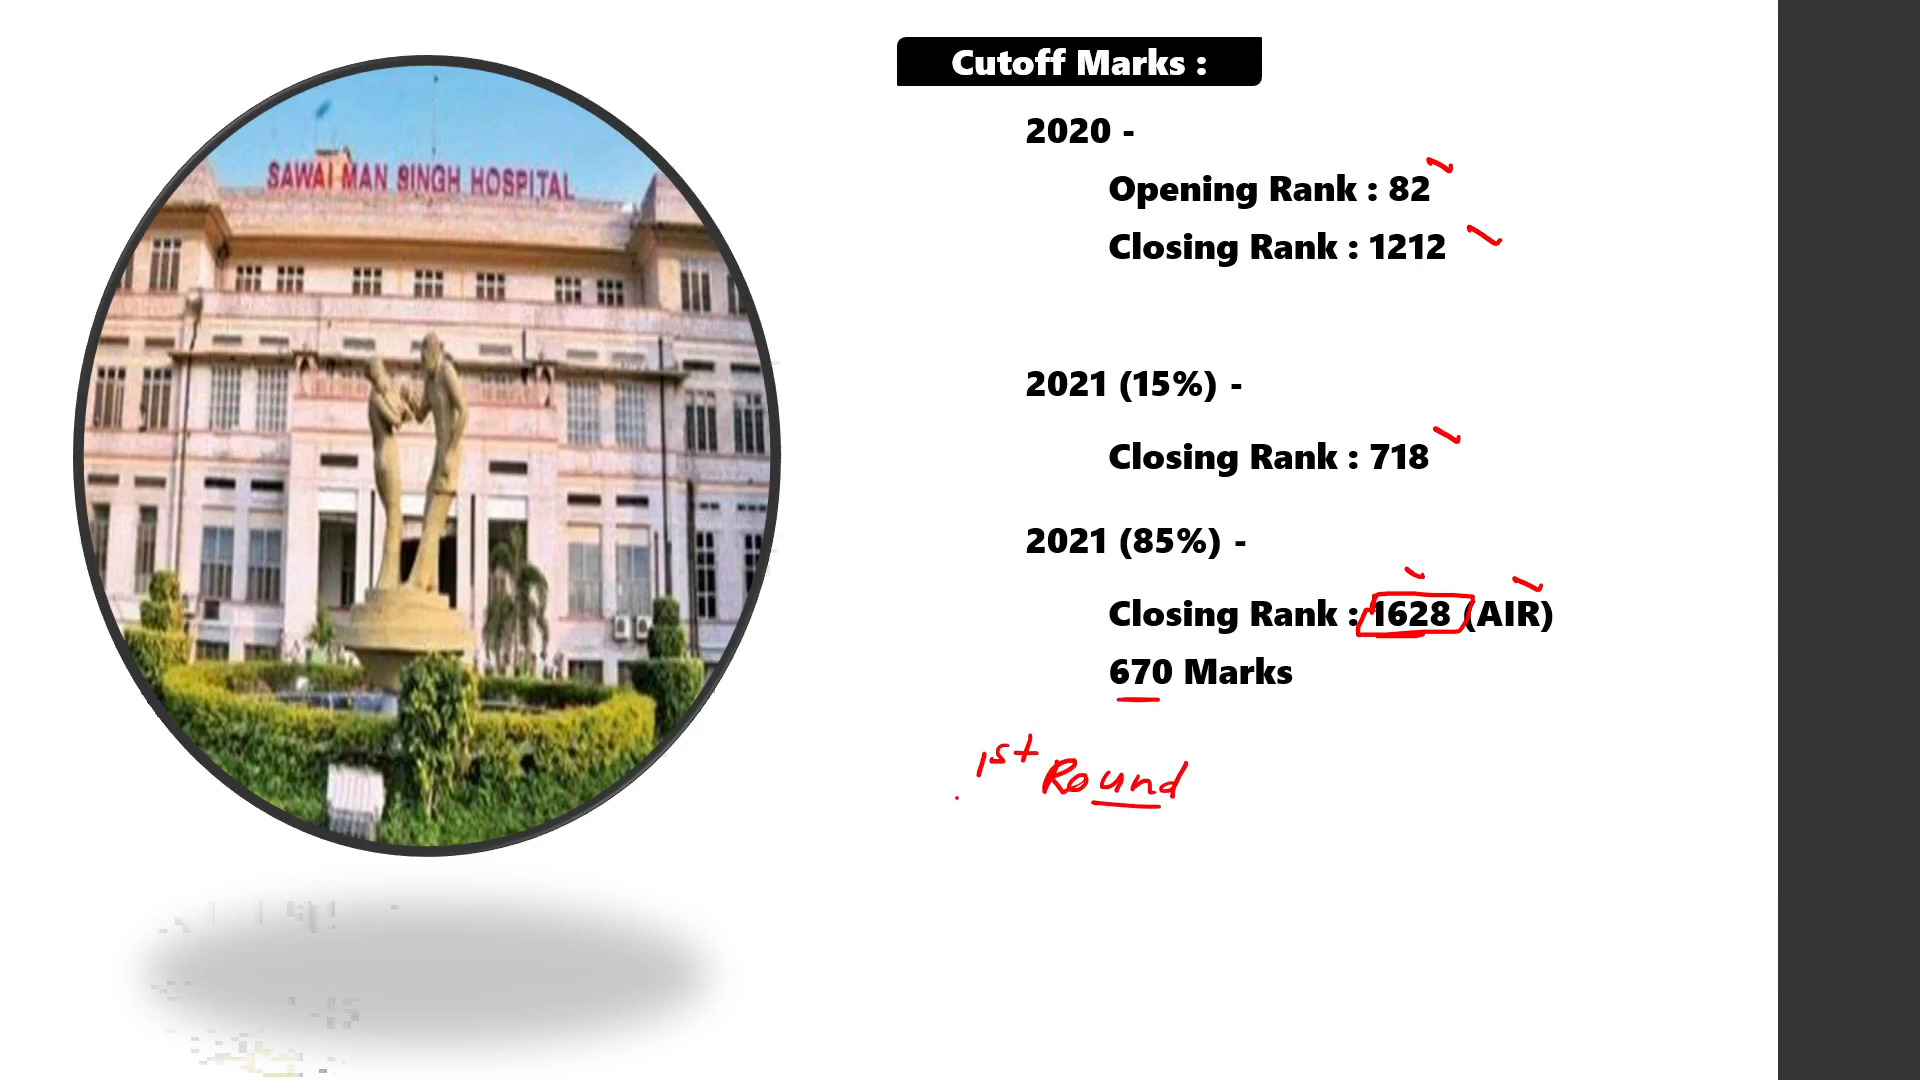 SAWAI MAN SINGH HOSPITAL
Cutoff Marks :
2020 -
Opening Rank : 82
Closing Rank : 1212
2021 (15%) -
Closing Rank : 718
2021 (85%) -
Closing Rank : 1628 (AIR)
670 Marks
1st Round